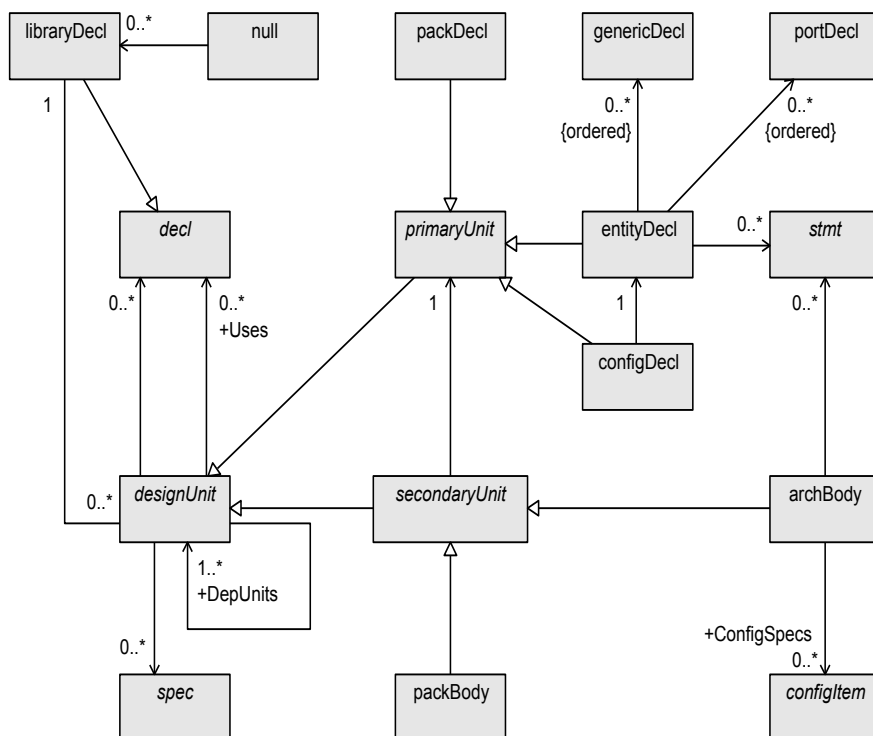 libraryDecl
0..*
null
packDecl
genericDecl
portDecl
1
0..*
{ordered}
0..*
{ordered}
decl
primaryUnit
entityDecl
0..*
stmt
0..*
0..*
+Uses
1
1
0..*
configDecl
0..*
designUnit
secondaryUnit
archBody
1..*
+DepUnits
0..*
+ConfigSpecs
0..*
spec
packBody
configItem